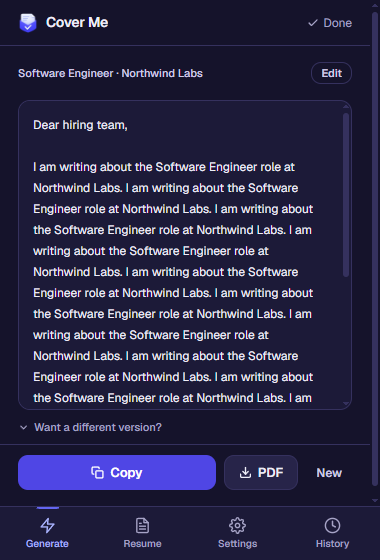 Cover Me
Done
Software Engineer · Northwind Labs
Edit
Dear hiring team,
I am writing about the Software Engineer role at
Northwind Labs. I am writing about the Software
Engineer role at Northwind Labs. I am writing about
the Software Engineer role at Northwind Labs. I am
writing about the Software Engineer role at
Northwind Labs. I am writing about the Software
Engineer role at Northwind Labs. I am writing about
the Software Engineer role at Northwind Labs. I am
writing about the Software Engineer role at
Northwind Labs. I am writing about the Software
Engineer role at Northwind Labs. I am writing about
the Software Engineer role at Northwind Labs. I am
Want a different version?
Copy
PDF
New
Generate
Resume
Settings
History